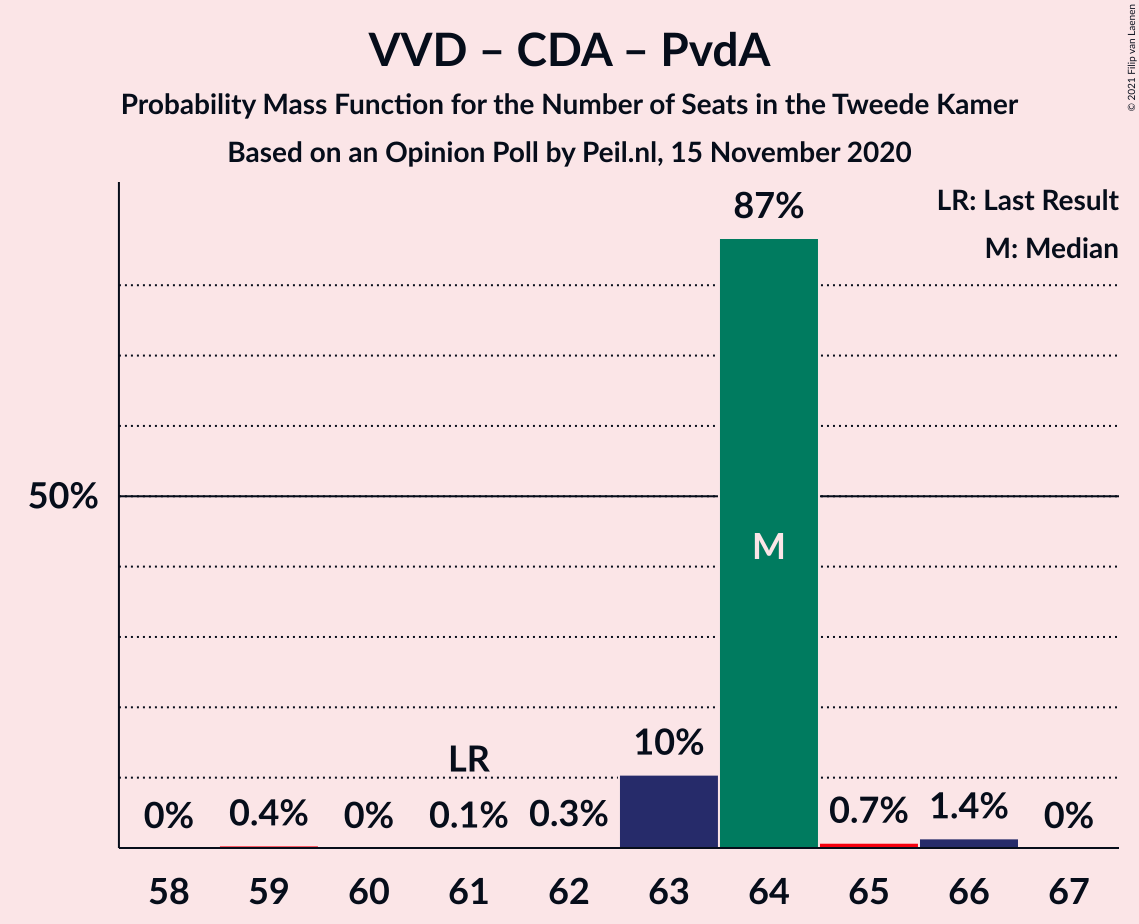 VVD – CDA – PvdA
Probability Mass Function for the Number of Seats in the Tweede Kamer
Based on an Opinion Poll by Peil.nl, 15 November 2020
© 2021 Filip van Laenen
LR: Last Result
M: Median
87%
50%
M
LR
10%
0%
0.4%
0%
0.1%
0.3%
0.7%
1.4%
0%
58 59 60 61 62 63 64 65 66 67